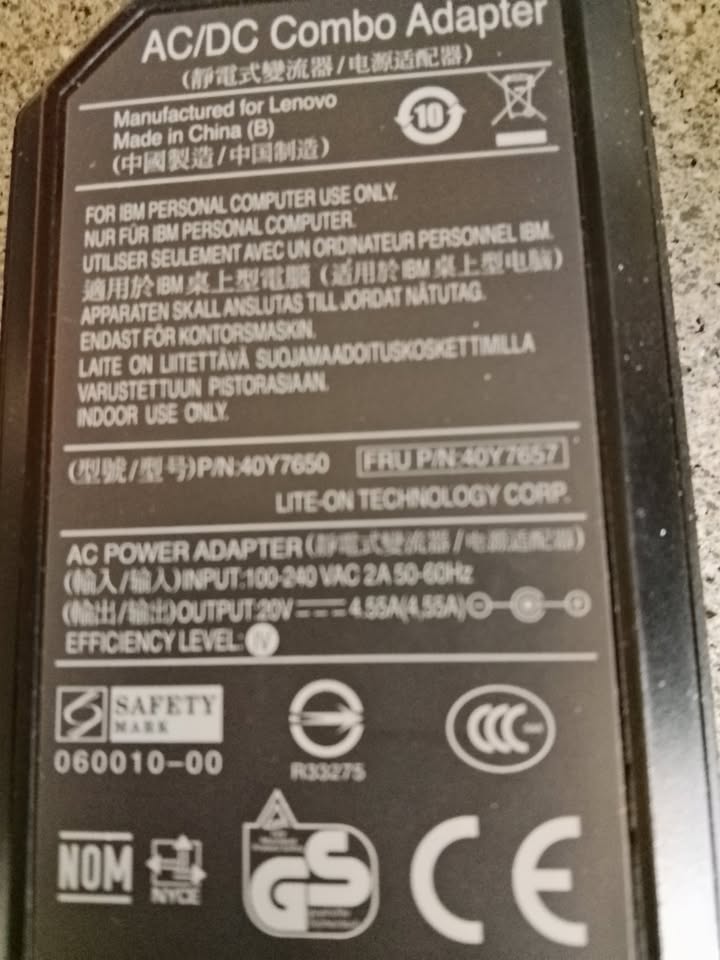 AC/DC Combo Adapter
(靜電式變流器/电源适配器)
Manufactured for Lenovo
Made in China (B)
(中國製造/中国制造)
10
FOR IBM PERSONAL COMPUTER USE ONLY.
NUR FÜR IBM PERSONAL COMPUTER.
UTILISER SEULEMENT AVEC UN ORDINATEUR PERSONNEL IBM.
適用於IBM桌上型電腦 (适用於IBM桌上型电脑)
APPARATEN SKALL ANSLUTAS TILL JORDAT NÄTUTAG.
ENDAST FÖR KONTORSMASKIN.
LAITE ON LIITETTÄVÄ SUOJAMAADOITUSKOSKETTIMILLA
VARUSTETTUUN PISTORASIAAN.
INDOOR USE ONLY.
(型號/型号)P/N:40Y7650 FRU P/N:40Y7657
LITE-ON TECHNOLOGY CORP.
AC POWER ADAPTER(靜電式變流器/电源适配器)
(輸入/输入)INPUT:100-240 VAC 2A 50-60Hz
(輸出/输出)OUTPUT:20V 4.55A(4,55A)
EFFICIENCY LEVEL: IV
SAFETY
MARK
060010-00
R33275
CCC
NOM
NYCE
GS
CE